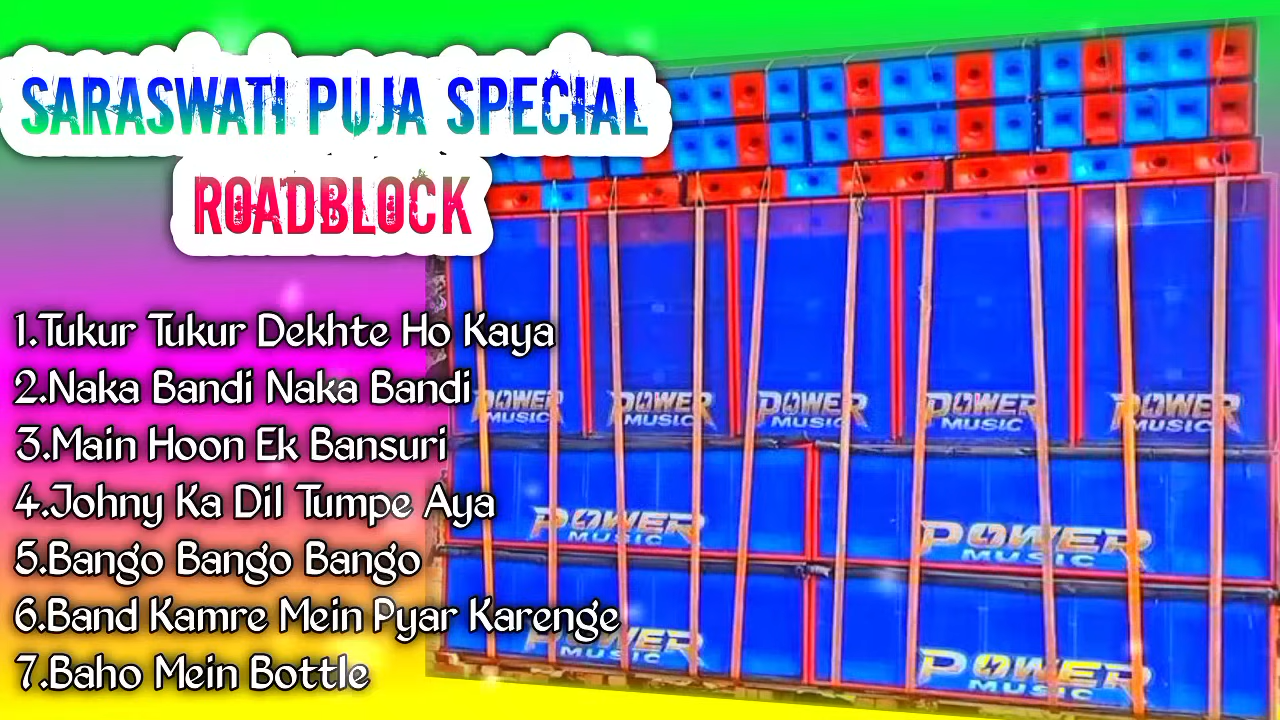 SARASWATI PUJA SPECIAL
ROADBLOCK
1.Tukur Tukur Dekhte Ho Kaya
2.Naka Bandi Naka Bandi
3.Main Hoon Ek Bansuri
4.Johny Ka Dil Tumpe Aya
5.Bango Bango Bango
6.Band Kamre Mein Pyar Karenge
7.Baho Mein Bottle
POWER MUSIC
POWER MUSIC
POWER MUSIC
POWER MUSIC
POWER MUSIC
POWER MUSIC
POWER MUSIC
POWER MUSIC
POWER MUSIC